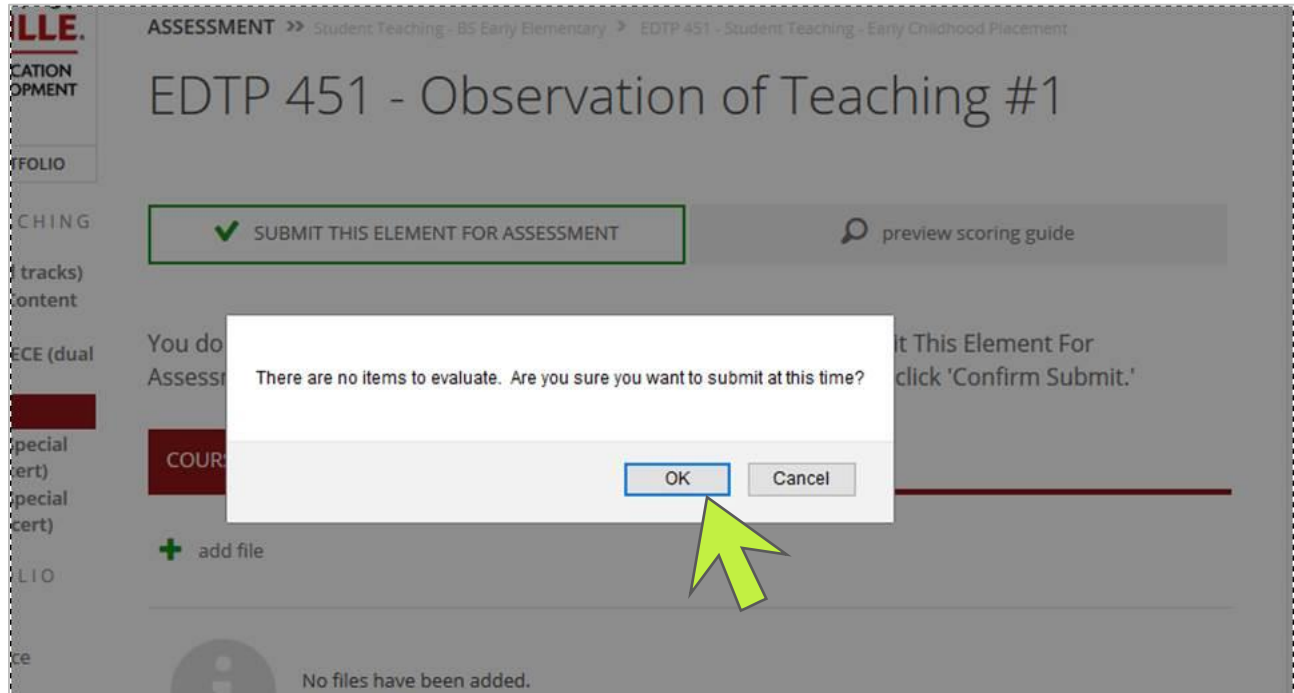 ILLE.
CATION
OPMENT
TFOLIO
CHING
l tracks)
Content
ECE (dual
pecial
cert)
pecial
cert)
LIO
ce
ASSESSMENT >> Student Teaching - BS Early Elementary > EDTP 451 - Student Teaching - Early Childhood Placement
EDTP 451 - Observation of Teaching #1
SUBMIT THIS ELEMENT FOR ASSESSMENT
preview scoring guide
You do
it This Element For
Assessm
click 'Confirm Submit.'
There are no items to evaluate. Are you sure you want to submit at this time?
OK
Cancel
COURS
add file
No files have been added.